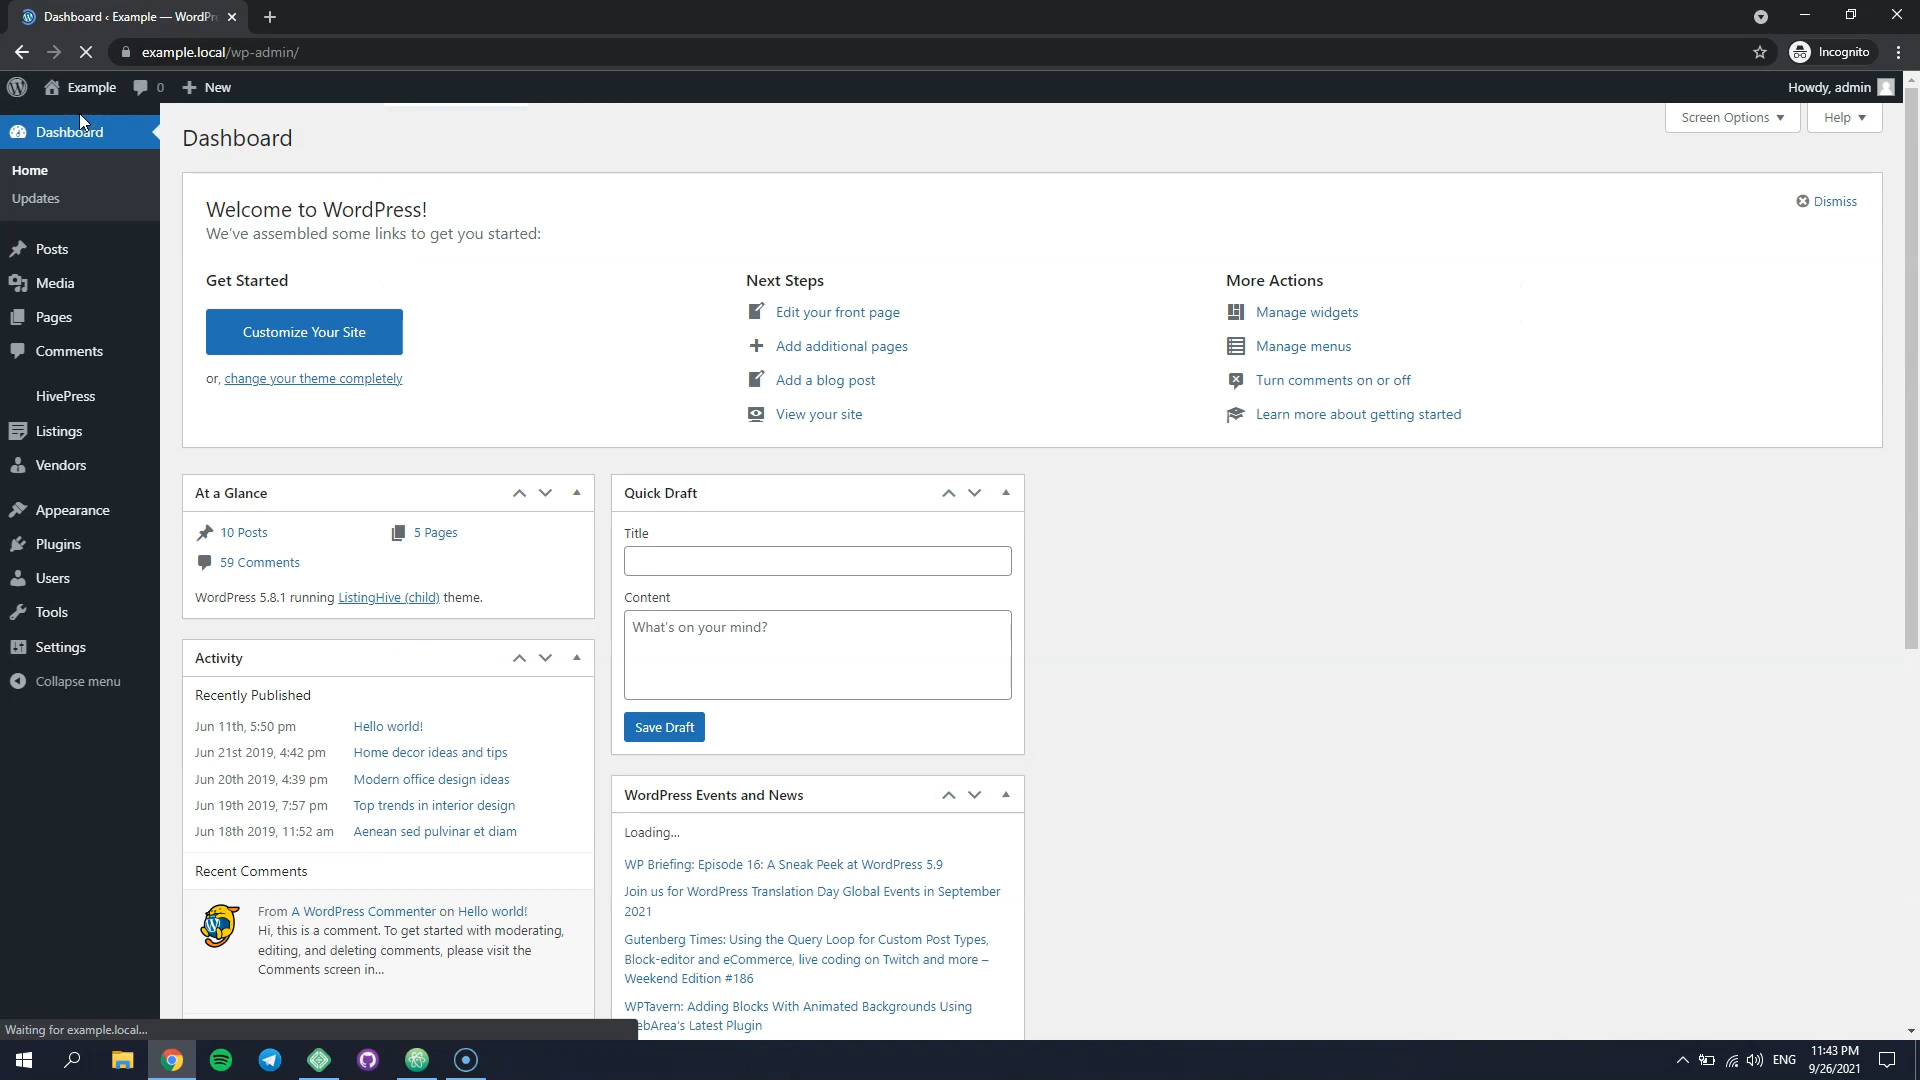 Dashboard ‹ Example — WordPr
example.local/wp-admin/
Incognito
Example
0
New
Howdy, admin
Dashboard
Home
Updates
Posts
Media
Pages
Comments
HivePress
Listings
Vendors
Appearance
Plugins
Users
Tools
Settings
Collapse menu
Dashboard
Screen Options
Help
Welcome to WordPress!
We've assembled some links to get you started:
Dismiss
Get Started
Customize Your Site
or, change your theme completely
Next Steps
Edit your front page
Add additional pages
Add a blog post
View your site
More Actions
Manage widgets
Manage menus
Turn comments on or off
Learn more about getting started
At a Glance
10 Posts
5 Pages
59 Comments
WordPress 5.8.1 running ListingHive (child) theme.
Activity
Recently Published
Jun 11th, 5:50 pm Hello world!
Jun 21st 2019, 4:42 pm Home decor ideas and tips
Jun 20th 2019, 4:39 pm Modern office design ideas
Jun 19th 2019, 7:57 pm Top trends in interior design
Jun 18th 2019, 11:52 am Aenean sed pulvinar et diam
Recent Comments
From A WordPress Commenter on Hello world!
Hi, this is a comment. To get started with moderating,
editing, and deleting comments, please visit the
Comments screen in...
Quick Draft
Title
Content
What's on your mind?
Save Draft
WordPress Events and News
Loading...
WP Briefing: Episode 16: A Sneak Peek at WordPress 5.9
Join us for WordPress Translation Day Global Events in September
2021
Gutenberg Times: Using the Query Loop for Custom Post Types,
Block-editor and eCommerce, live coding on Twitch and more –
Weekend Edition #186
WPTavern: Adding Blocks With Animated Backgrounds Using
ebArea's Latest Plugin
Waiting for example.local...
ENG
11:43 PM
9/26/2021